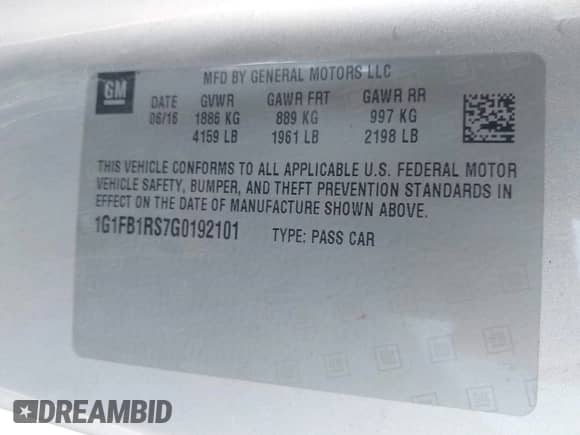 GM
MFD BY GENERAL MOTORS LLC
DATE GVWR GAWR FRT GAWR RR
06/16 1886 KG 889 KG 997 KG
4159 LB 1961 LB 2198 LB
THIS VEHICLE CONFORMS TO ALL APPLICABLE U.S. FEDERAL MOTOR
VEHICLE SAFETY, BUMPER, AND THEFT PREVENTION STANDARDS IN
EFFECT ON THE DATE OF MANUFACTURE SHOWN ABOVE.
1G1FB1RS7G0192101 TYPE: PASS CAR
DREAMBID